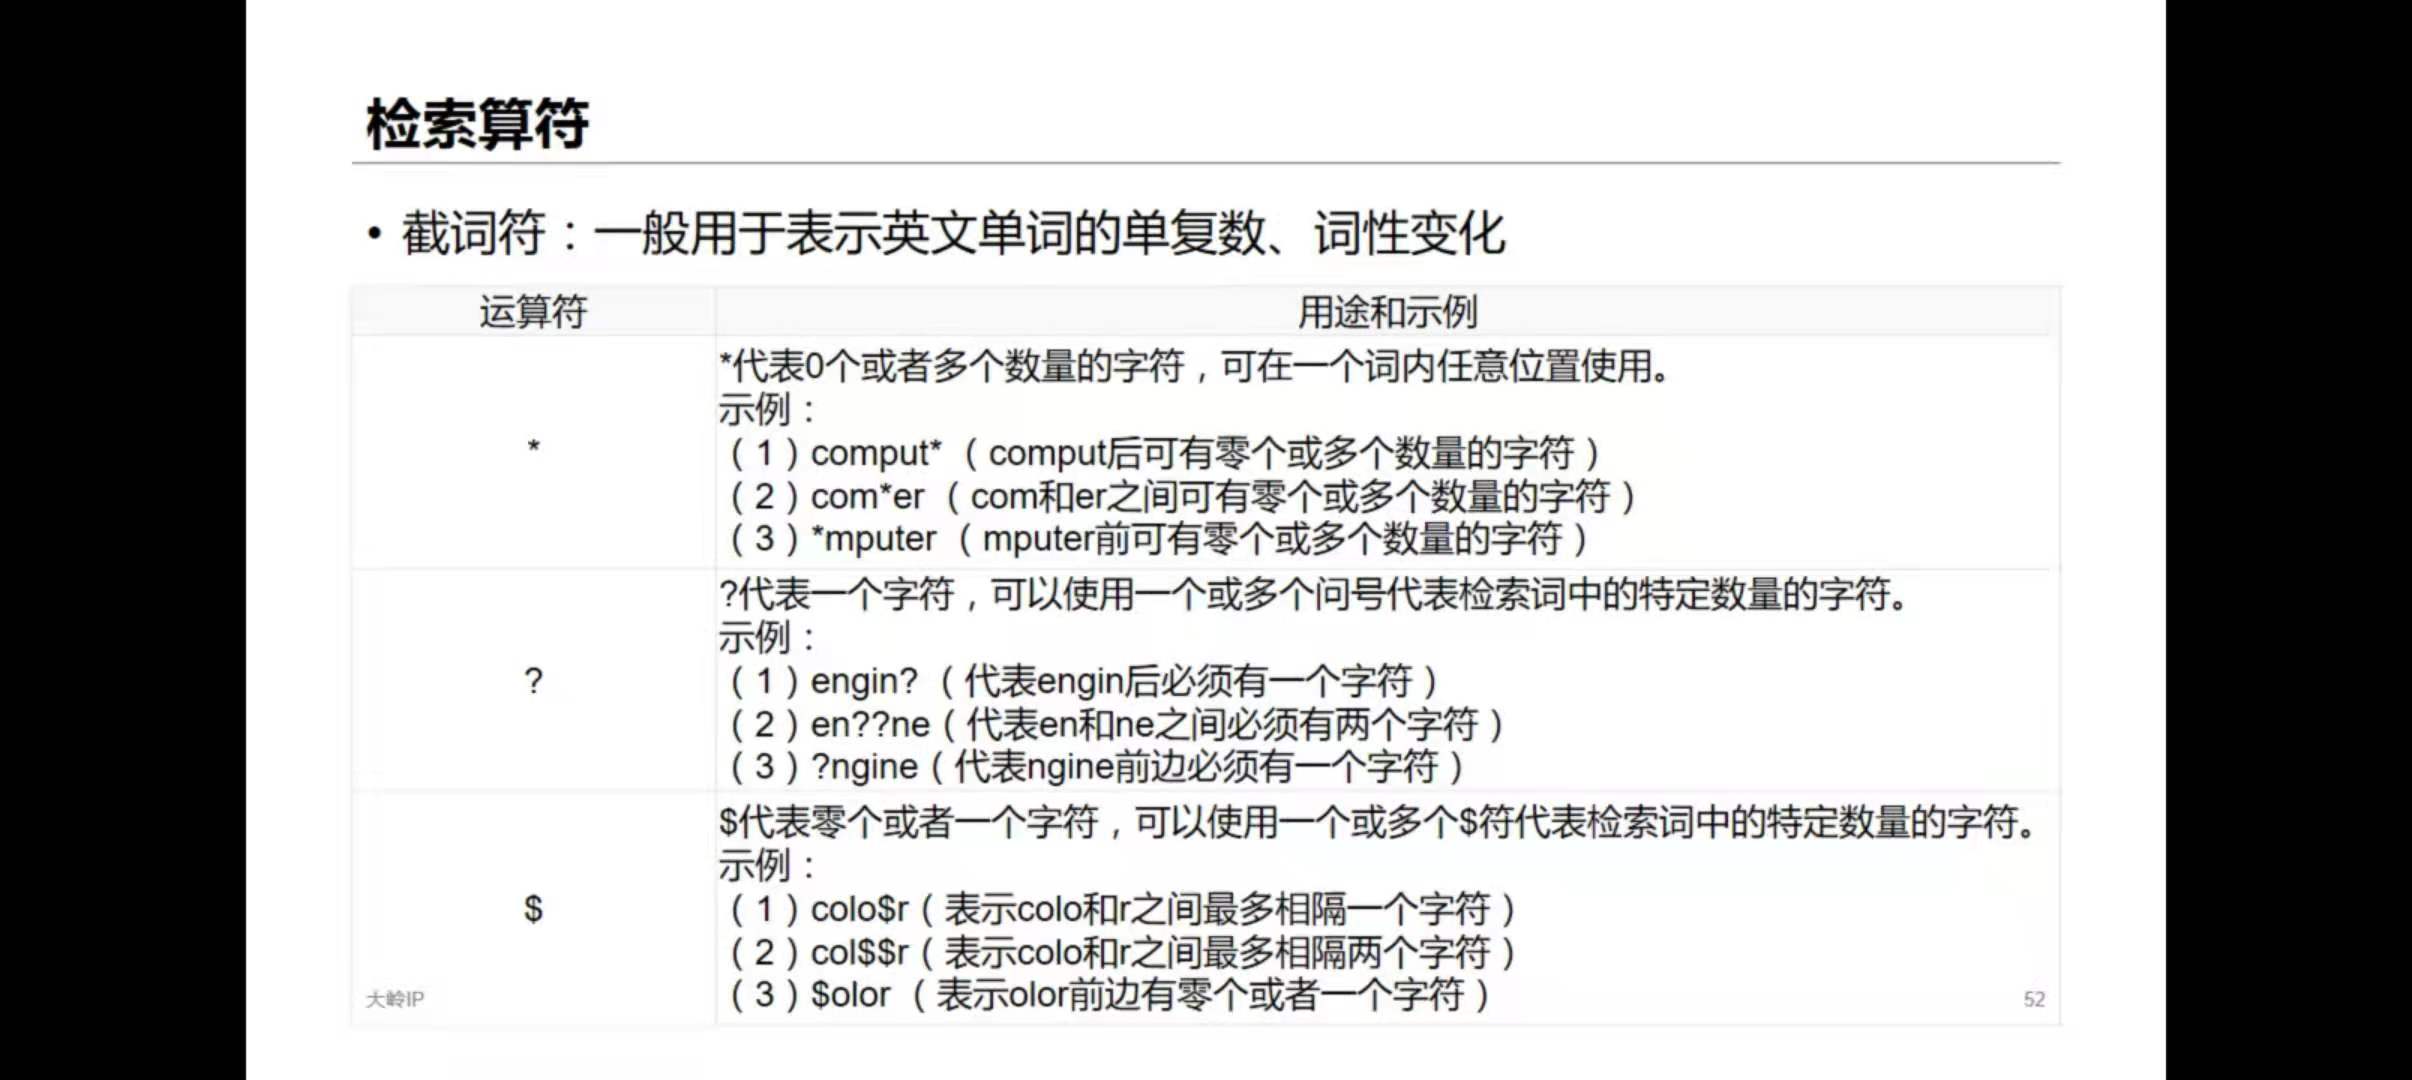 检索算符
• 截词符：一般用于表示英文单词的单复数、词性变化
运算符 用途和示例
*
*代表0个或者多个数量的字符，可在一个词内任意位置使用。
示例：
（1）comput*（comput后可有零个或多个数量的字符）
（2）com*er（com和er之间可有零个或多个数量的字符）
（3）*mputer（mputer前可有零个或多个数量的字符）
?
?代表一个字符，可以使用一个或多个问号代表检索词中的特定数量的字符。
示例：
（1）engin?（代表engin后必须有一个字符）
（2）en??ne（代表en和ne之间必须有两个字符）
（3）?ngine（代表ngine前边必须有一个字符）
$
$代表零个或者一个字符，可以使用一个或多个$符代表检索词中的特定数量的字符。
示例：
（1）colo$r（表示colo和r之间最多相隔一个字符）
（2）col$$r（表示colo和r之间最多相隔两个字符）
（3）$olor（表示olor前边有零个或者一个字符）
大岭IP
52